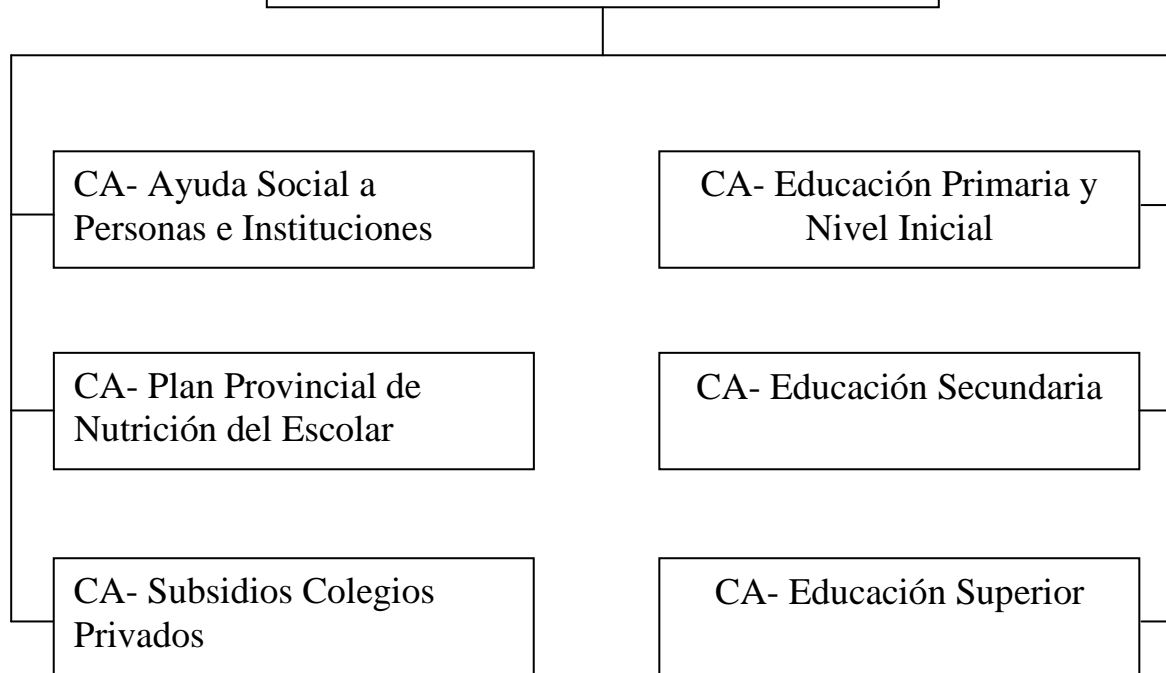 CA- Ayuda Social a
Personas e Instituciones
CA- Educación Primaria y
Nivel Inicial
CA- Plan Provincial de
Nutrición del Escolar
CA- Educación Secundaria
CA- Subsidios Colegios
Privados
CA- Educación Superior